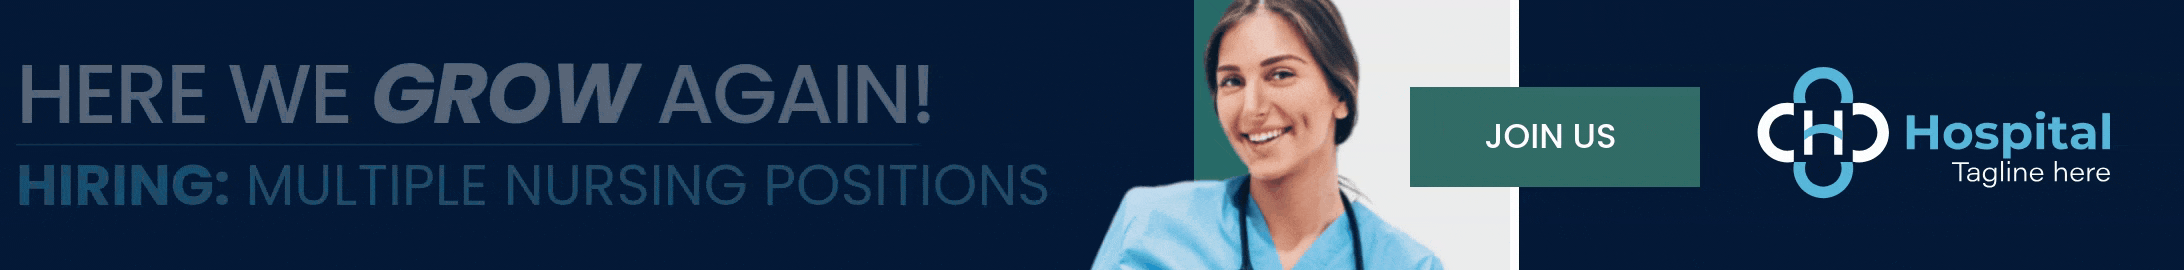 HERE WE GROW AGAIN!
HIRING: MULTIPLE NURSING POSITIONS
JOIN US
H
Hospital
Tagline here